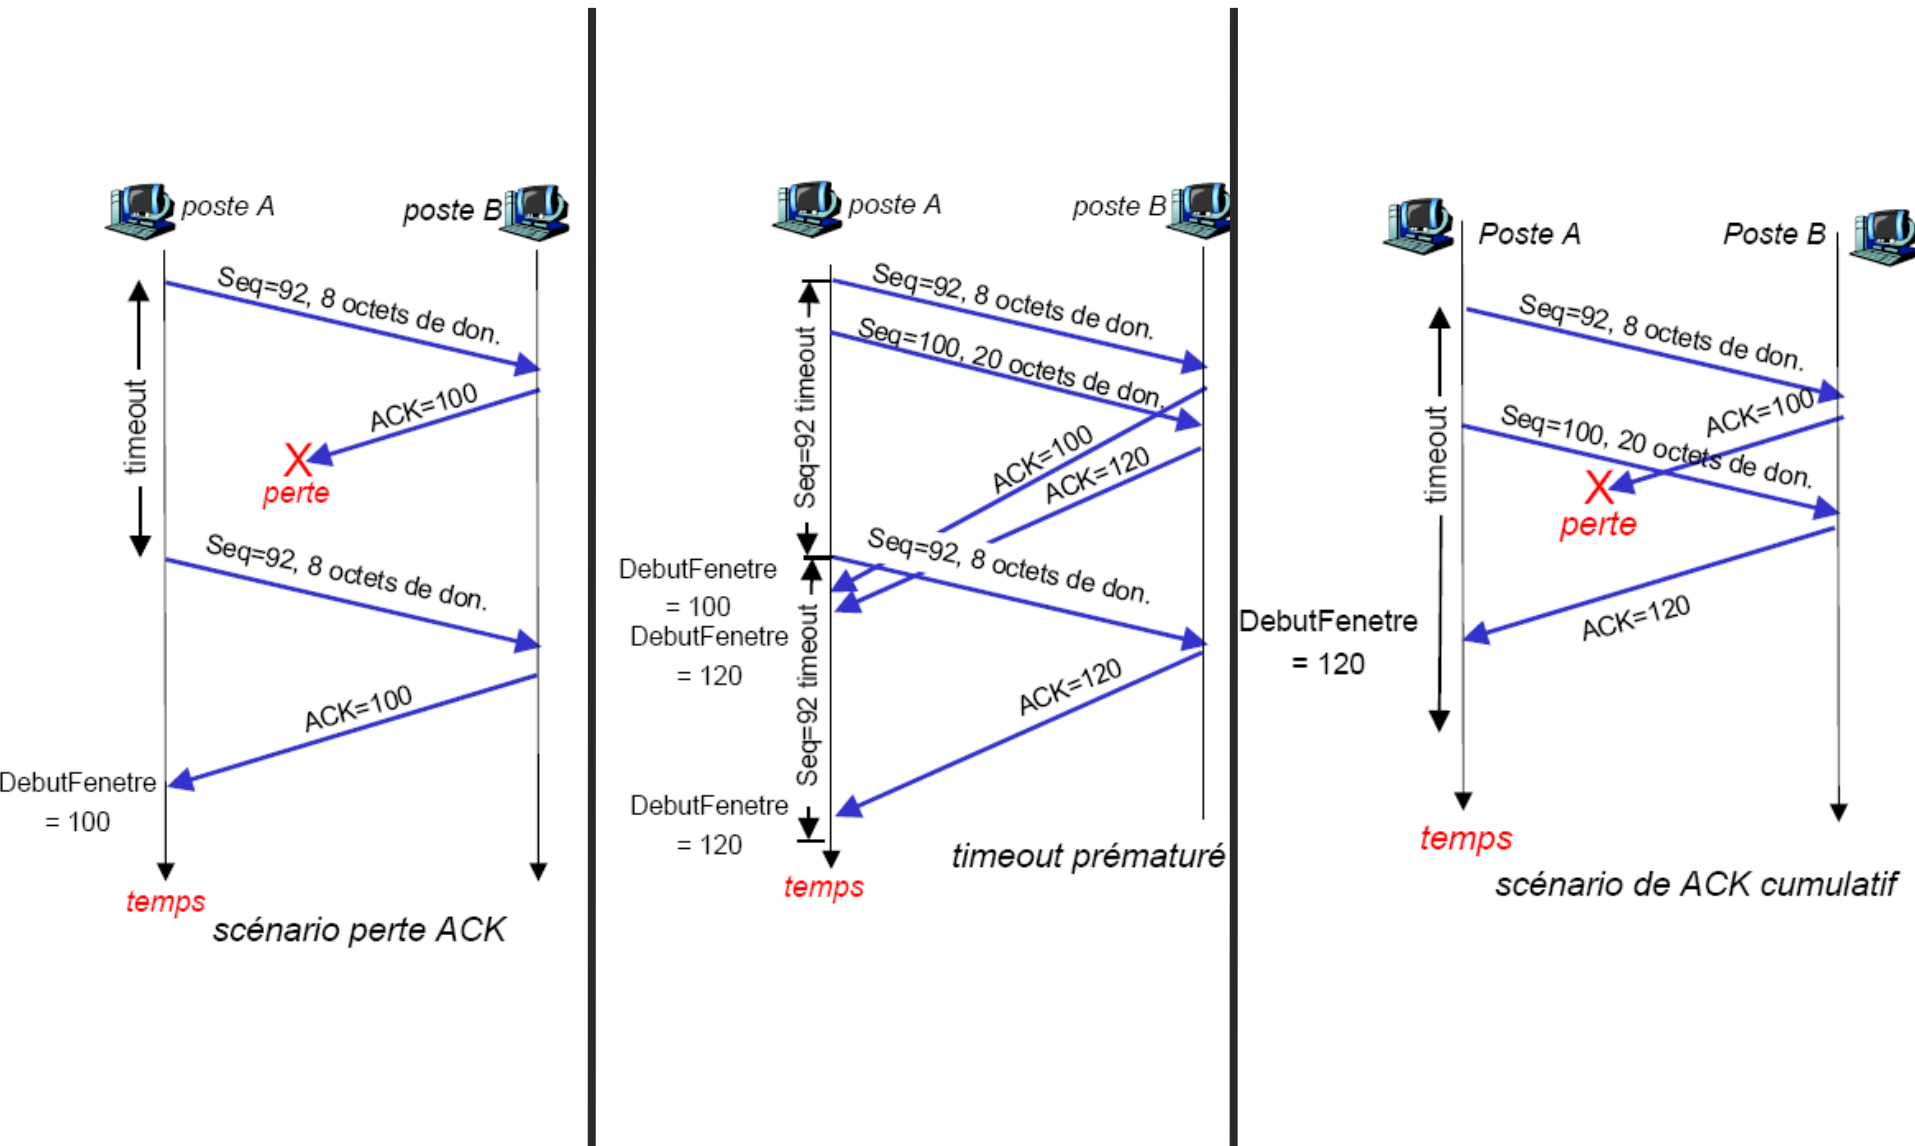 poste A
poste B
Seq=92, 8 octets de don.
timeout
ACK=100
X
perte
Seq=92, 8 octets de don.
ACK=100
DebutFenetre
= 100
temps
scénario perte ACK
poste A
poste B
Seq=92, 8 octets de don.
Seq=100, 20 octets de don.
Seq=92 timeout
ACK=100
ACK=120
Seq=92, 8 octets de don.
DebutFenetre
= 100
DebutFenetre
= 120
Seq=92 timeout
ACK=120
DebutFenetre
= 120
timeout prématuré
temps
Poste A
Poste B
Seq=92, 8 octets de don.
ACK=100
Seq=100, 20 octets de don.
timeout
X
perte
DebutFenetre
= 120
ACK=120
temps
scénario de ACK cumulatif